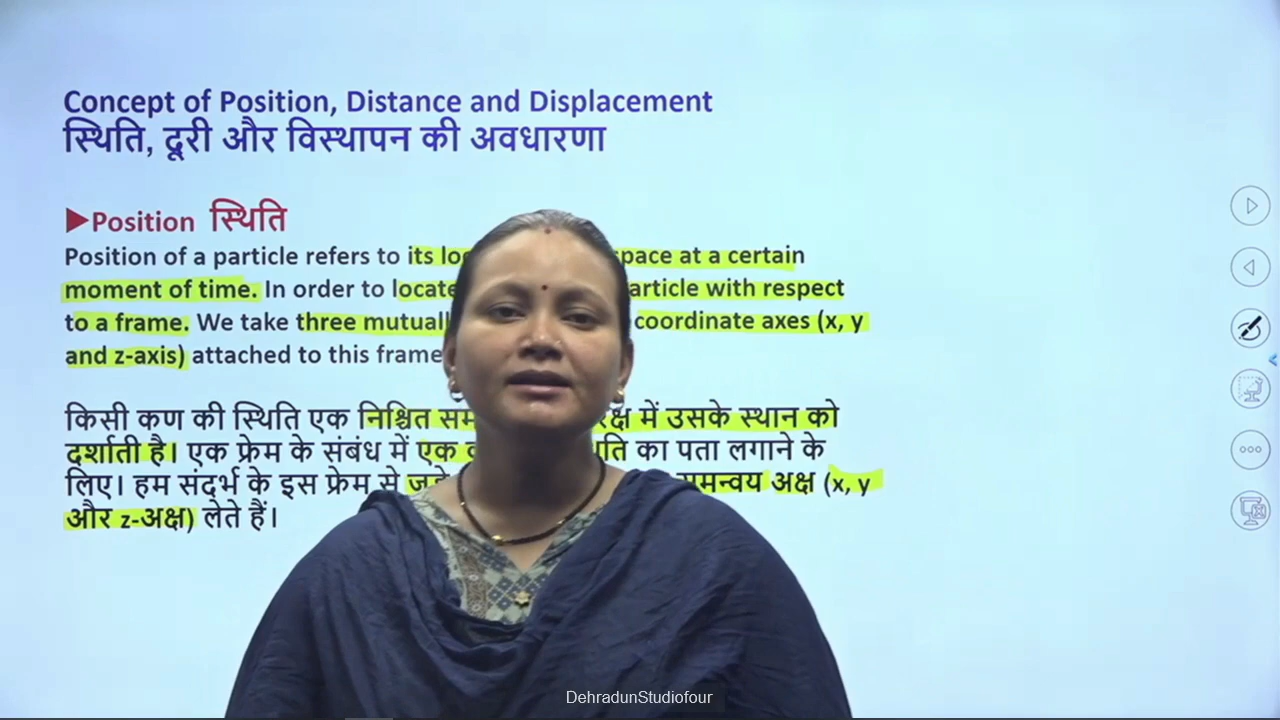 Concept of Position, Distance and Displacement
स्थिति, दूरी और विस्थापन की अवधारणा
▶Position स्थिति
Position of a particle refers to its space at a certain
moment of time. In order to locate article with respect
to a frame. We take three coordinate axes (x, y
and z-axis) attached to this frame
किसी कण की स्थिति एक निश्चित में उसके स्थान को
दर्शाती है। एक फ्रेम के संबंध में एक का पता लगाने के
लिए। हम संदर्भ के इस फ्रेम से समन्वय अक्ष (x, y
और z-अक्ष) लेते हैं।
DehradunStudiofour